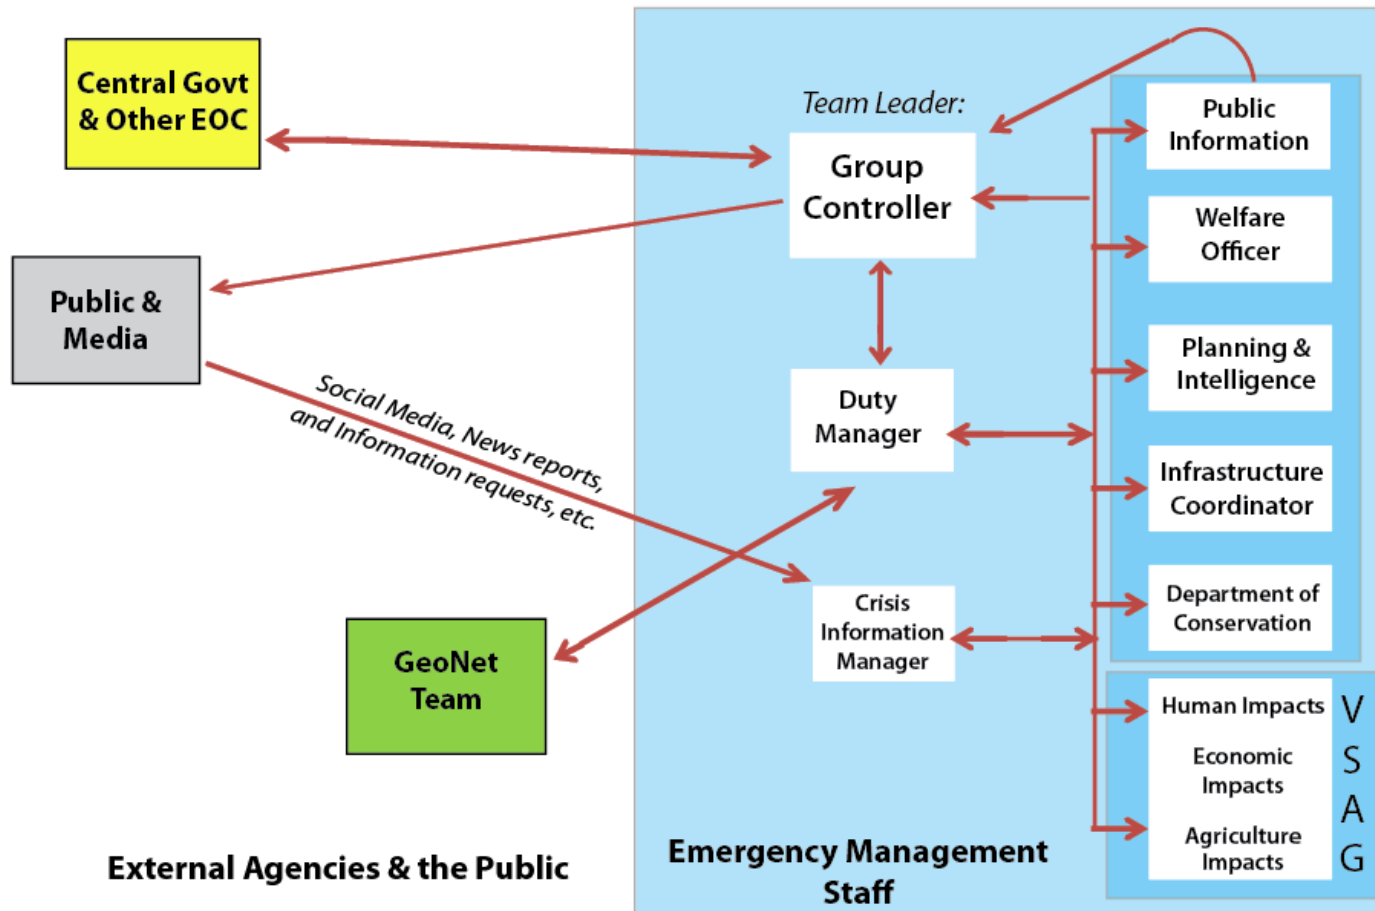 Central Govt
& Other EOC
Public &
Media
Social Media, News reports,
and Information requests, etc.
GeoNet
Team
External Agencies & the Public
Team Leader:
Group
Controller
Duty
Manager
Crisis
Information
Manager
Emergency Management
Staff
Public
Information
Welfare
Officer
Planning &
Intelligence
Infrastructure
Coordinator
Department of
Conservation
Human Impacts
Economic
Impacts
Agriculture
Impacts
V
S
A
G